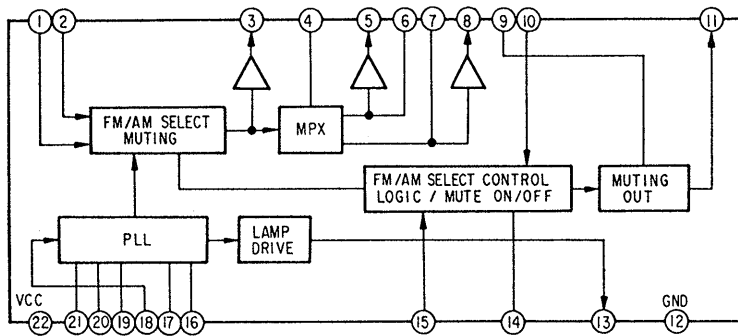 1 2 3 4 5 6 7 8 9 10 11
FM/AM SELECT
MUTING
MPX
FM/AM SELECT CONTROL
LOGIC / MUTE ON/OFF
MUTING
OUT
PLL
LAMP
DRIVE
VCC
GND
22 21 20 19 18 17 16 15 14 13 12